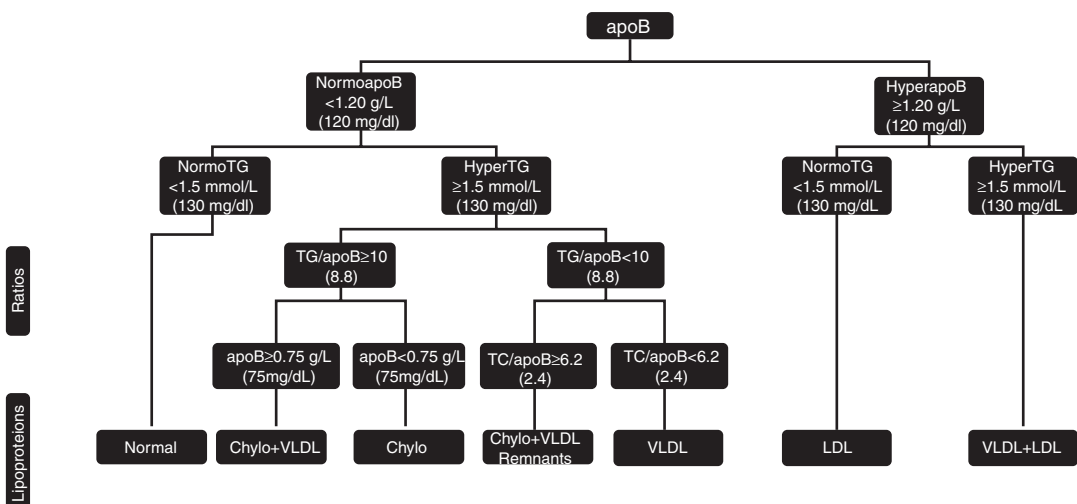 apoB
NormoapoB
<1.20 g/L
(120 mg/dl)
HyperapoB
≥1.20 g/L
(120 mg/dl)
NormoTG
<1.5 mmol/L
(130 mg/dl)
HyperTG
≥1.5 mmol/L
(130 mg/dl)
NormoTG
<1.5 mmol/L
(130 mg/dL
HyperTG
≥1.5 mmol/L
(130 mg/dL
Ratios
TG/apoB≥10
(8.8)
TG/apoB<10
(8.8)
apoB≥0.75 g/L
(75mg/dL)
apoB<0.75 g/L
(75mg/dL)
TC/apoB≥6.2
(2.4)
TC/apoB<6.2
(2.4)
Lipoproteions
Normal
Chylo+VLDL
Chylo
Chylo+VLDL
Remnants
VLDL
LDL
VLDL+LDL